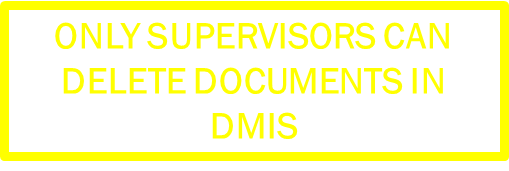 ONLY SUPERVISORS CAN
DELETE DOCUMENTS IN
DMIS